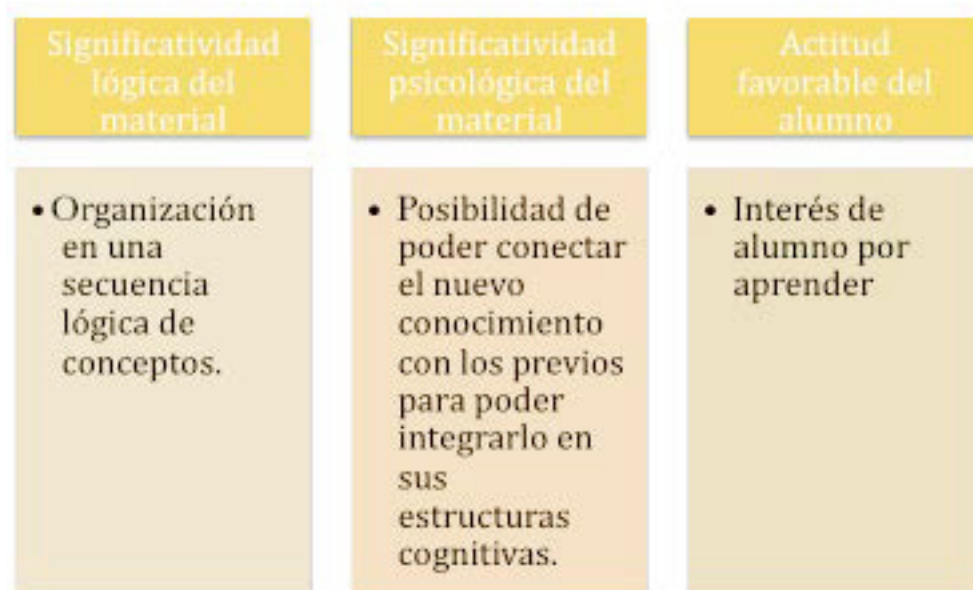 Significatividad
lógica del
material
• Organización
en una
secuencia
lógica de
conceptos.
Significatividad
psicológica del
material
• Posibilidad de
poder conectar
el nuevo
conocimiento
con los previos
para poder
integrarlo en
sus
estructuras
cognitivas.
Actitud
favorable del
alumno
• Interés de
alumno por
aprender